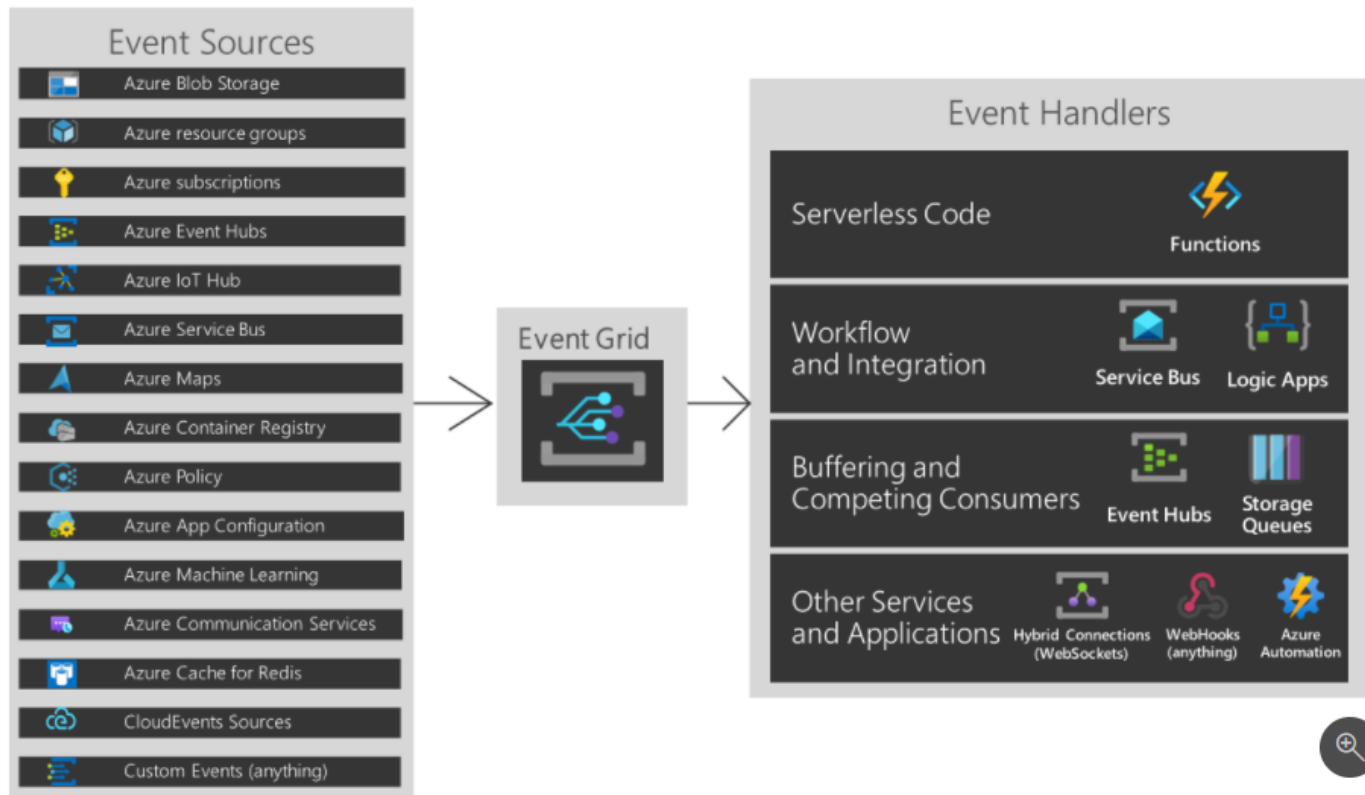 Event Sources
Azure Blob Storage
Azure resource groups
Azure subscriptions
Azure Event Hubs
Azure IoT Hub
Azure Service Bus
Azure Maps
Azure Container Registry
Azure Policy
Azure App Configuration
Azure Machine Learning
Azure Communication Services
Azure Cache for Redis
CloudEvents Sources
Custom Events (anything)
Event Grid
Event Handlers
Serverless Code
Functions
Workflow
and Integration
Service Bus
Logic Apps
Buffering and
Competing Consumers
Event Hubs
Storage
Queues
Other Services
and Applications
Hybrid Connections
(WebSockets)
WebHooks
(anything)
Azure
Automation